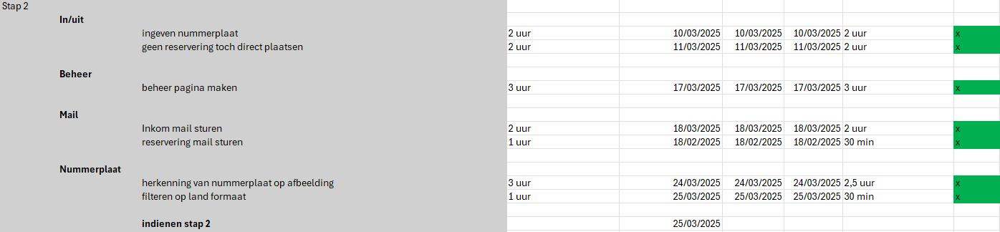 Stap 2
In/uit
ingeven nummerplaat 2 uur 10/03/2025 10/03/2025 10/03/2025 2 uur x
geen reservering toch direct plaatsen 2 uur 11/03/2025 11/03/2025 11/03/2025 2 uur x
Beheer
beheer pagina maken 3 uur 17/03/2025 17/03/2025 17/03/2025 3 uur x
Mail
Inkom mail sturen 2 uur 18/03/2025 18/03/2025 18/03/2025 2 uur x
reservering mail sturen 1 uur 18/02/2025 18/02/2025 18/02/2025 30 min x
Nummerplaat
herkenning van nummerplaat op afbeelding 3 uur 24/03/2025 24/03/2025 24/03/2025 2,5 uur x
filteren op land formaat 1 uur 25/03/2025 25/03/2025 25/03/2025 30 min x
indienen stap 2 25/03/2025